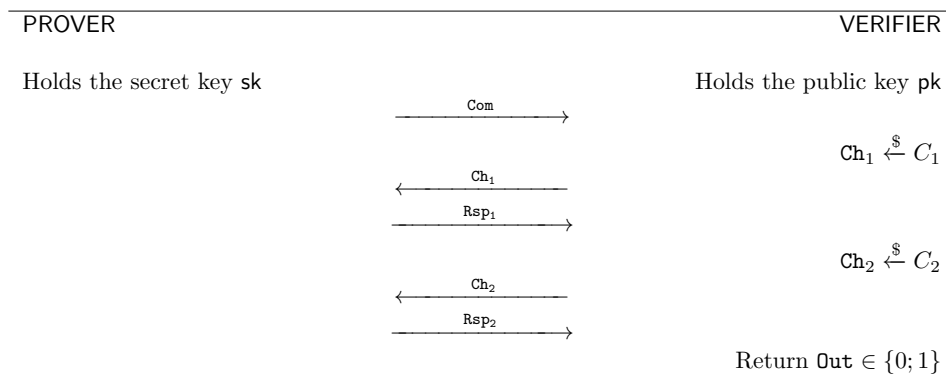 PROVER VERIFIER
Holds the secret key sk Holds the public key pk
Com
Ch₁ $← C₁
Ch₁
Rsp₁
Ch₂ $← C₂
Ch₂
Rsp₂
Return Out ∈ {0; 1}